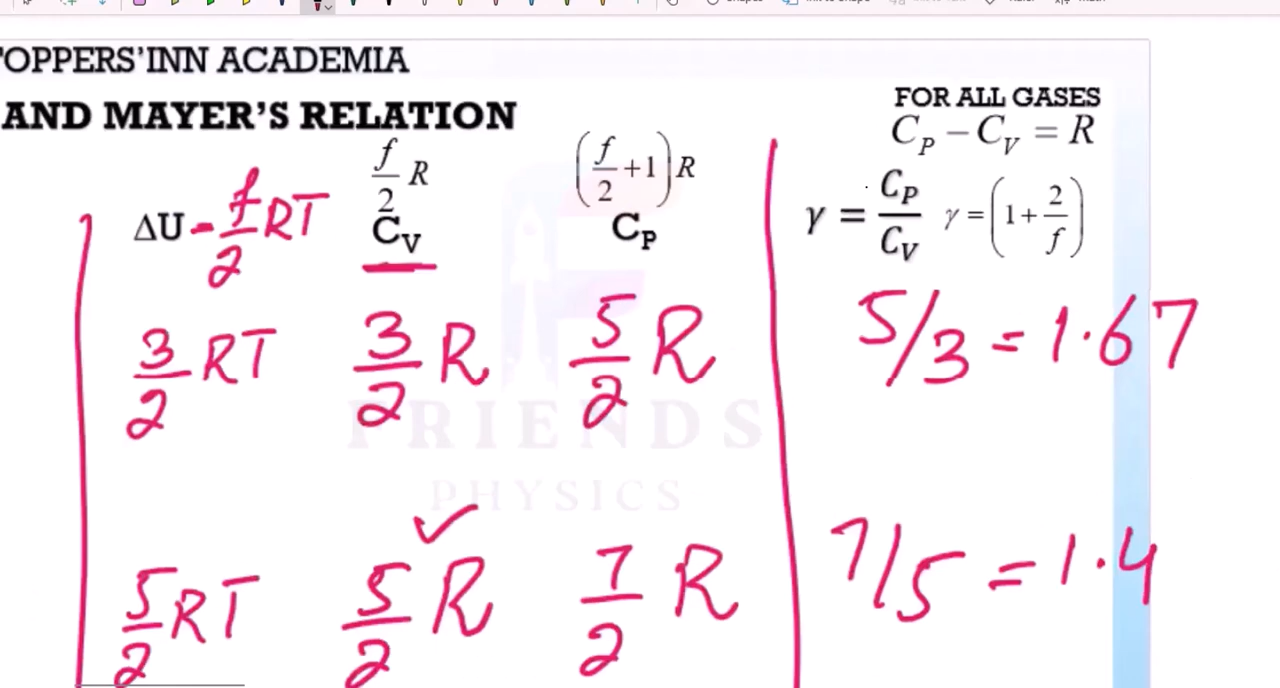 OPPERS'INN ACADEMIA
AND MAYER'S RELATION
FOR ALL GASES
C_P − C_V = R
f/2 R
(f/2 + 1) R
ΔU - f/2 RT
C_V
C_P
γ = C_P/C_V γ = (1 + 2/f)
3/2 RT 3/2 R 5/2 R 5/3 = 1.67
FRIENDS
PHYSICS
5/2 RT 5/2 R 7/2 R 7/5 = 1.4